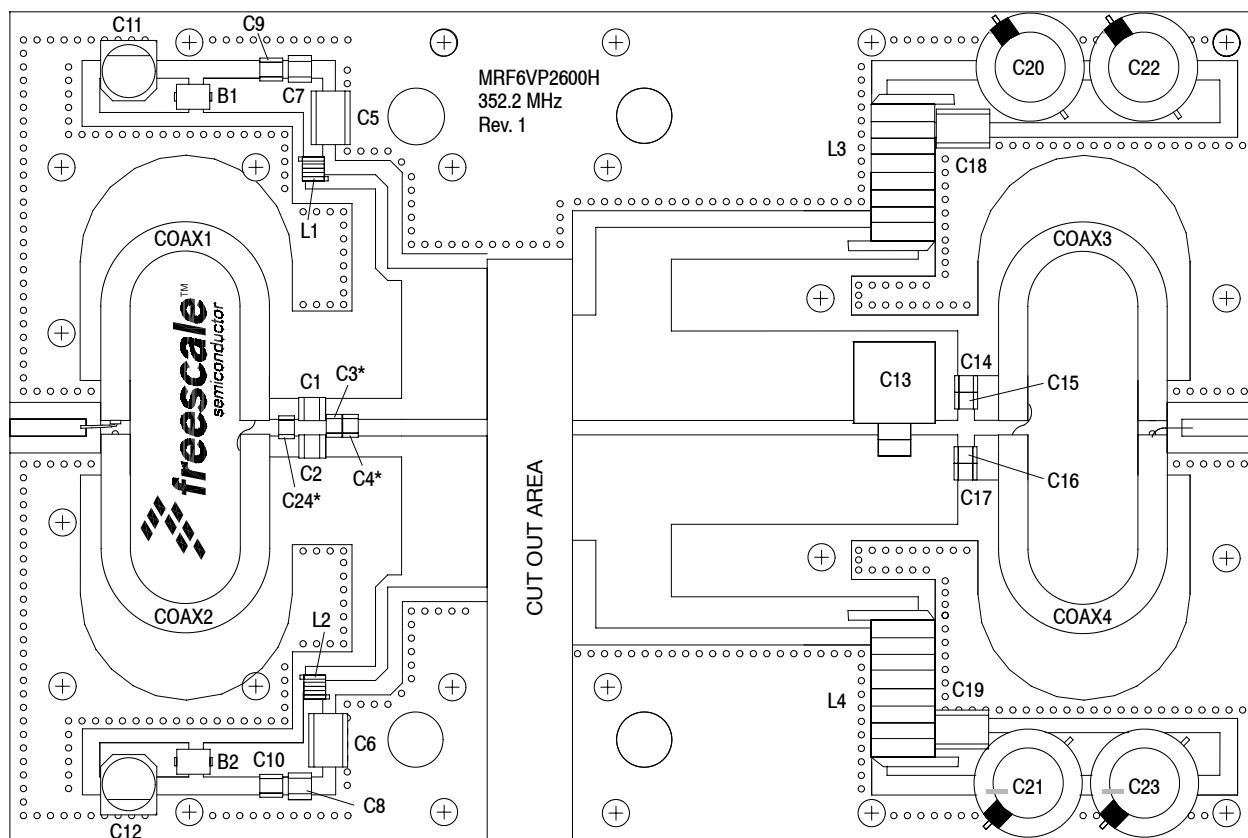 C11
C9
C7
B1
C5
L1
MRF6VP2600H
352.2 MHz
Rev. 1
C20
C22
L3
C18
COAX1
COAX3
freescale™
semiconductor
C1
C3*
C2
C4*
C24*
C13
C14
C15
C16
C17
CUT OUT AREA
COAX2
COAX4
L2
L4
C19
B2
C10
C6
C8
C12
C21
C23